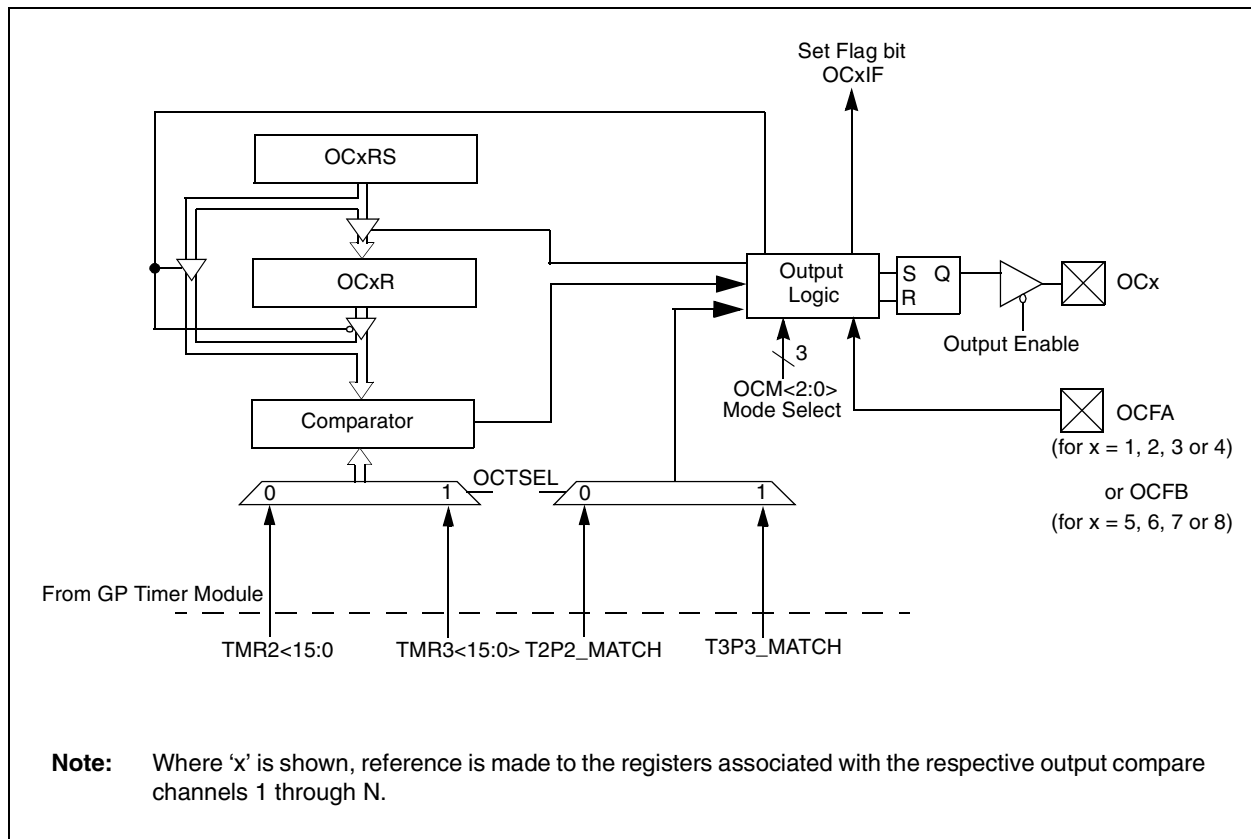 Set Flag bit
OCxIF
OCxRS
OCxR
Output
Logic
S Q
R
OCx
Output Enable
3
OCM<2:0>
Mode Select
OCFA
(for x = 1, 2, 3 or 4)
or OCFB
(for x = 5, 6, 7 or 8)
Comparator
0 1 OCTSEL 0 1
From GP Timer Module
TMR2<15:0 TMR3<15:0> T2P2_MATCH T3P3_MATCH
Note: Where ‘x’ is shown, reference is made to the registers associated with the respective output compare
channels 1 through N.